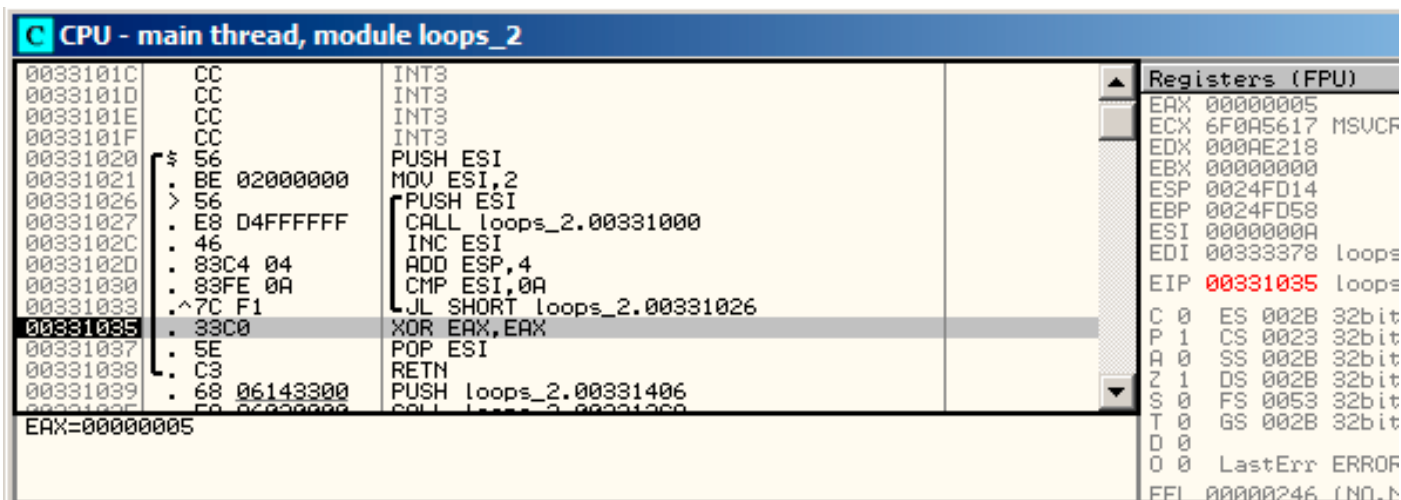 C CPU - main thread, module loops_2
0033101C CC INT3
0033101D CC INT3
0033101E CC INT3
0033101F CC INT3
00331020 $ 56 PUSH ESI
00331021 . BE 02000000 MOV ESI,2
00331026 > 56 PUSH ESI
00331027 . E8 D4FFFFFF CALL loops_2.00331000
0033102C . 46 INC ESI
0033102D . 83C4 04 ADD ESP,4
00331030 . 83FE 0A CMP ESI,0A
00331033 .^7C F1 JL SHORT loops_2.00331026
00331035 . 33C0 XOR EAX,EAX
00331037 . 5E POP ESI
00331038 . C3 RETN
00331039 . 68 06143300 PUSH loops_2.00331406
EAX=00000005
Registers (FPU)
EAX 00000005
ECX 6F0A5617 MSVCR
EDX 000AE218
EBX 00000000
ESP 0024FD14
EBP 0024FD58
ESI 0000000A
EDI 00333378 loops
EIP 00331035 loops
C 0 ES 002B 32bit
P 1 CS 0023 32bit
A 0 SS 002B 32bit
Z 1 DS 002B 32bit
S 0 FS 0053 32bit
T 0 GS 002B 32bit
D 0
O 0 LastErr ERROR
EFL 00000246 (NO,N